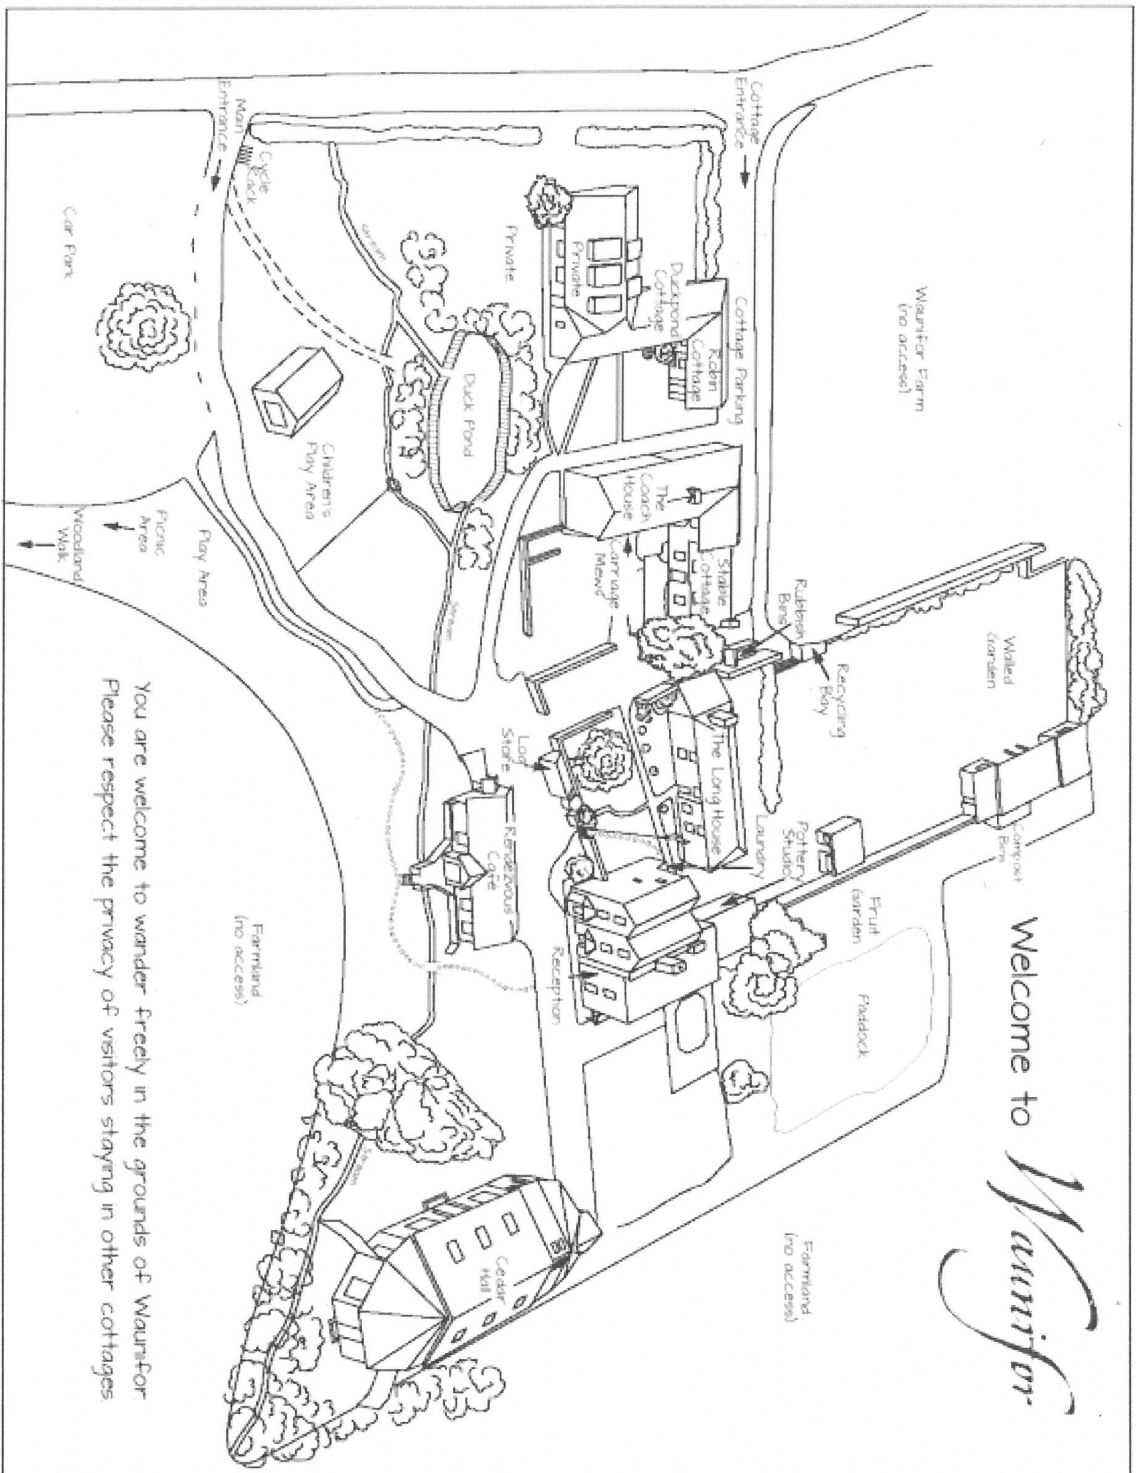 Welcome to Waunifor
Waunifor Farm
(no access)
Walled
Garden
Compost
Bins
Fruit
Garden
Paddock
Farmland
(no access)
Cottage
Entrance
Cottage Parking
Rubbish
Bins
Recycling
Bay
Pottery
Studio
Laundry
Robin
Cottage
Duckpond
Cottage
Private
Private
The
Coach
House
Stable
Cottage
Carriage
Mews
The Long House
Log
Store
Reception
Rendezvous
Café
Cedar
Hall
Duck Pond
Stream
Stream
Stream
Main
Entrance
Cycle
Rack
Children's
Play Area
Car Park
Play Area
Picnic
Area
Woodland
Walk
Farmland
(no access)
You are welcome to wander freely in the grounds of Waunifor.
Please respect the privacy of visitors staying in other cottages.